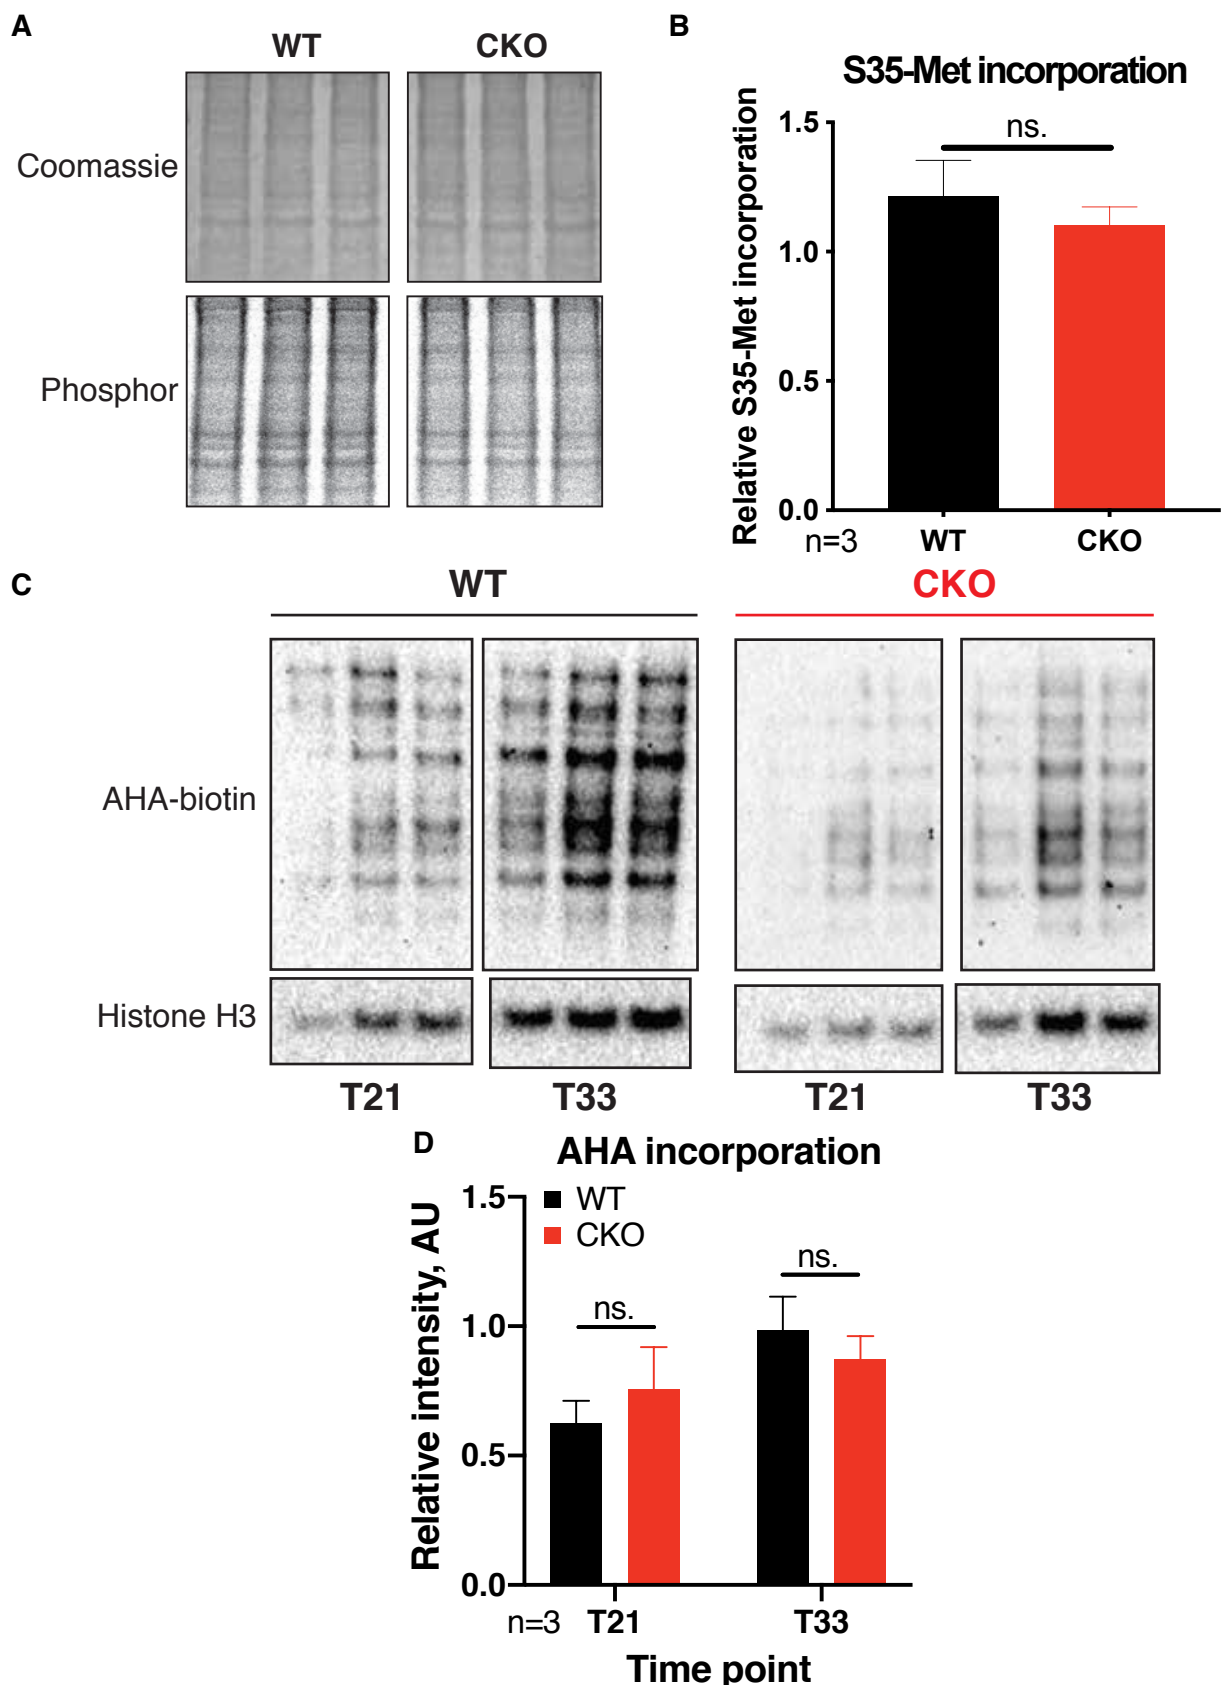 A
WT CKO
Coomassie
Phosphor
B
S35-Met incorporation
Relative S35-Met incorporation
1.5
1.0
0.5
0.0
ns.
n=3 WT CKO
C
WT CKO
AHA-biotin
Histone H3
T21 T33 T21 T33
D
AHA incorporation
Relative intensity, AU
1.5
1.0
0.5
0.0
WT
CKO
ns. ns.
n=3 T21 T33
Time point